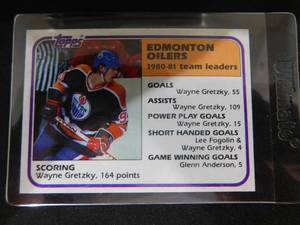 Topps
EDMONTON
OILERS
1980-81 team leaders
GOALS
Wayne Gretzky, 55
ASSISTS
Wayne Gretzky, 109
POWER PLAY GOALS
Wayne Gretzky, 15
SHORT HANDED GOALS
Lee Fogolin &
Wayne Gretzky, 4
GAME WINNING GOALS
Glenn Anderson, 5
SCORING
Wayne Gretzky, 164 points